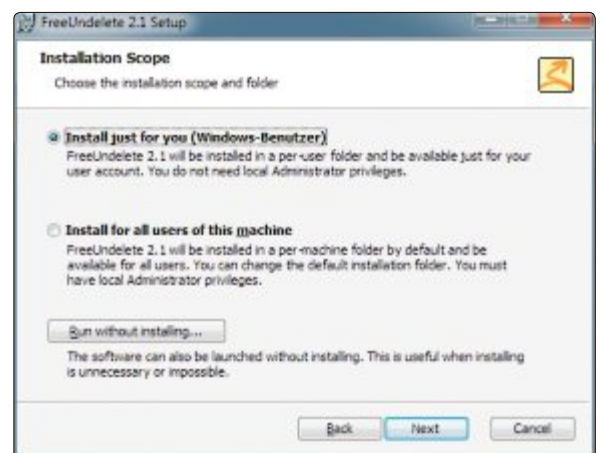 FreeUndelete 2.1 Setup
Installation Scope
Choose the installation scope and folder
Install just for you (Windows-Benutzer)
FreeUndelete 2.1 will be installed in a per-user folder and be available just for your
user account. You do not need local Administrator privileges.
Install for all users of this machine
FreeUndelete 2.1 will be installed in a per-machine folder by default and be
available for all users. You can change the default installation folder. You must
have local Administrator privileges.
Run without installing...
The software can also be launched without installing. This is useful when installing
is unnecessary or impossible.
Back Next Cancel